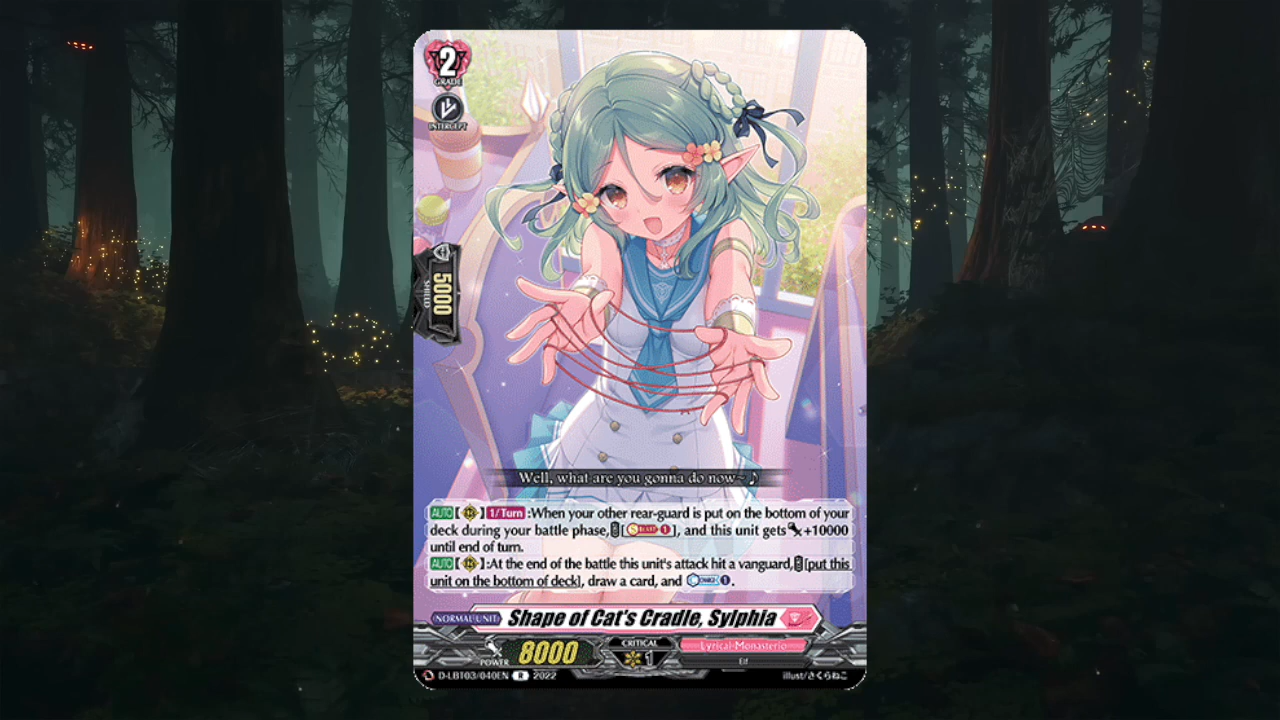 2
GRADE
INTERCEPT
5000
SHIELD
Well, what are you gonna do now~♪
AUTO【R】1/Turn:When your other rear-guard is put on the bottom of your
deck during your battle phase, [BLAST 1], and this unit gets +10000
until end of turn.
AUTO【R】:At the end of the battle this unit's attack hit a vanguard, [put this
unit on the bottom of deck], draw a card, and CHARGE 1.
NORMAL UNIT
Shape of Cat's Cradle, Sylphia
POWER 8000
CRITICAL
1
Lyrical Monasterio
Elf
D-LBT03/040EN R 2022
illust/さくらねこ